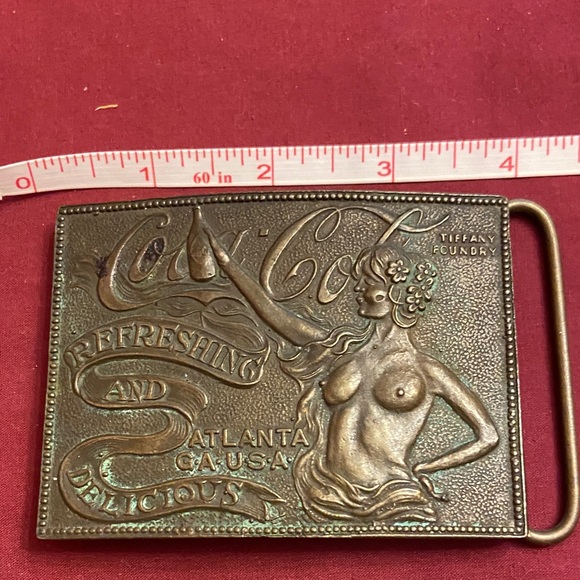 0 1 60 in 2 3 4
Coca-Cola
TIFFANY
FOUNDRY
REFRESHING
AND
ATLANTA
GA·USA
DELICIOUS